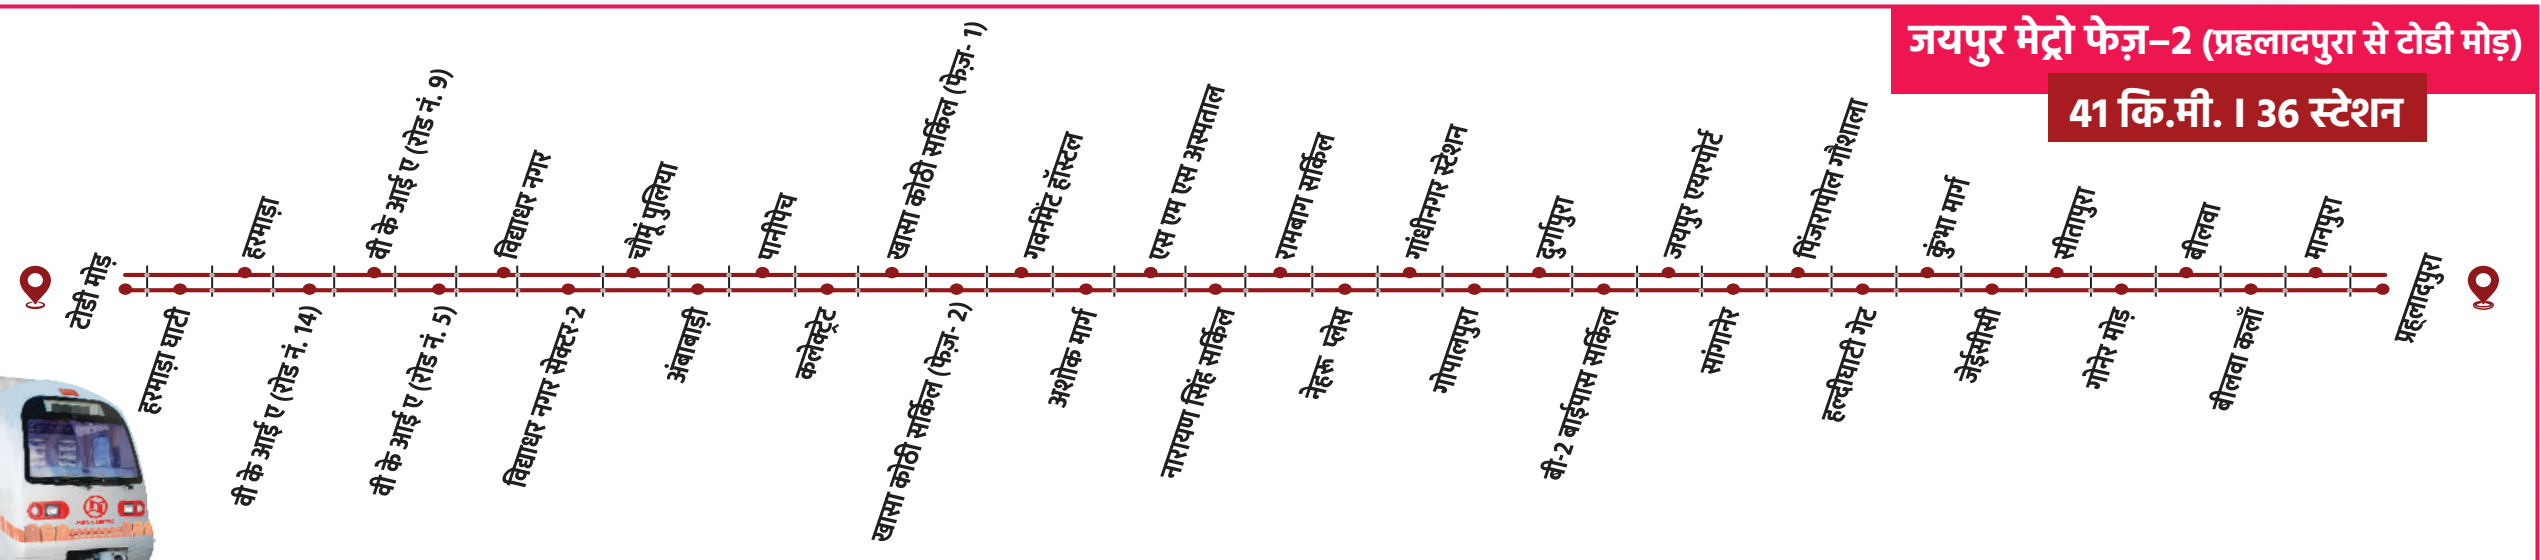 जयपुर मेट्रो फेज़–2 (प्रहलादपुरा से टोडी मोड़)
41 कि.मी. I 36 स्टेशन
टोडी मोड़
हरमाड़ा घाटी
हरमाड़ा
वी के आई ए (रोड नं. 14)
वी के आई ए (रोड नं. 9)
वी के आई ए (रोड नं. 5)
विद्याधर नगर
विद्याधर नगर सेक्टर-2
चौमूं पुलिया
अंबाबाड़ी
पानीपेच
कलेक्ट्रेट
खासा कोठी सर्किल (फेज़- 1)
खासा कोठी सर्किल (फेज़- 2)
गवर्नमेंट हॉस्टल
अशोक मार्ग
एस एम एस अस्पताल
नारायण सिंह सर्किल
रामबाग सर्किल
नेहरू प्लेस
गांधीनगर स्टेशन
गोपालपुरा
दुर्गापुरा
बी-2 बाईपास सर्किल
जयपुर एयरपोर्ट
सांगानेर
पिंजरापोल गौशाला
हल्दीघाटी गेट
कुंभा मार्ग
जेईसीसी
सीतापुरा
गोनेर मोड़
बीलवा
बीलवा कलाँ
मानपुरा
प्रह्लादपुरा